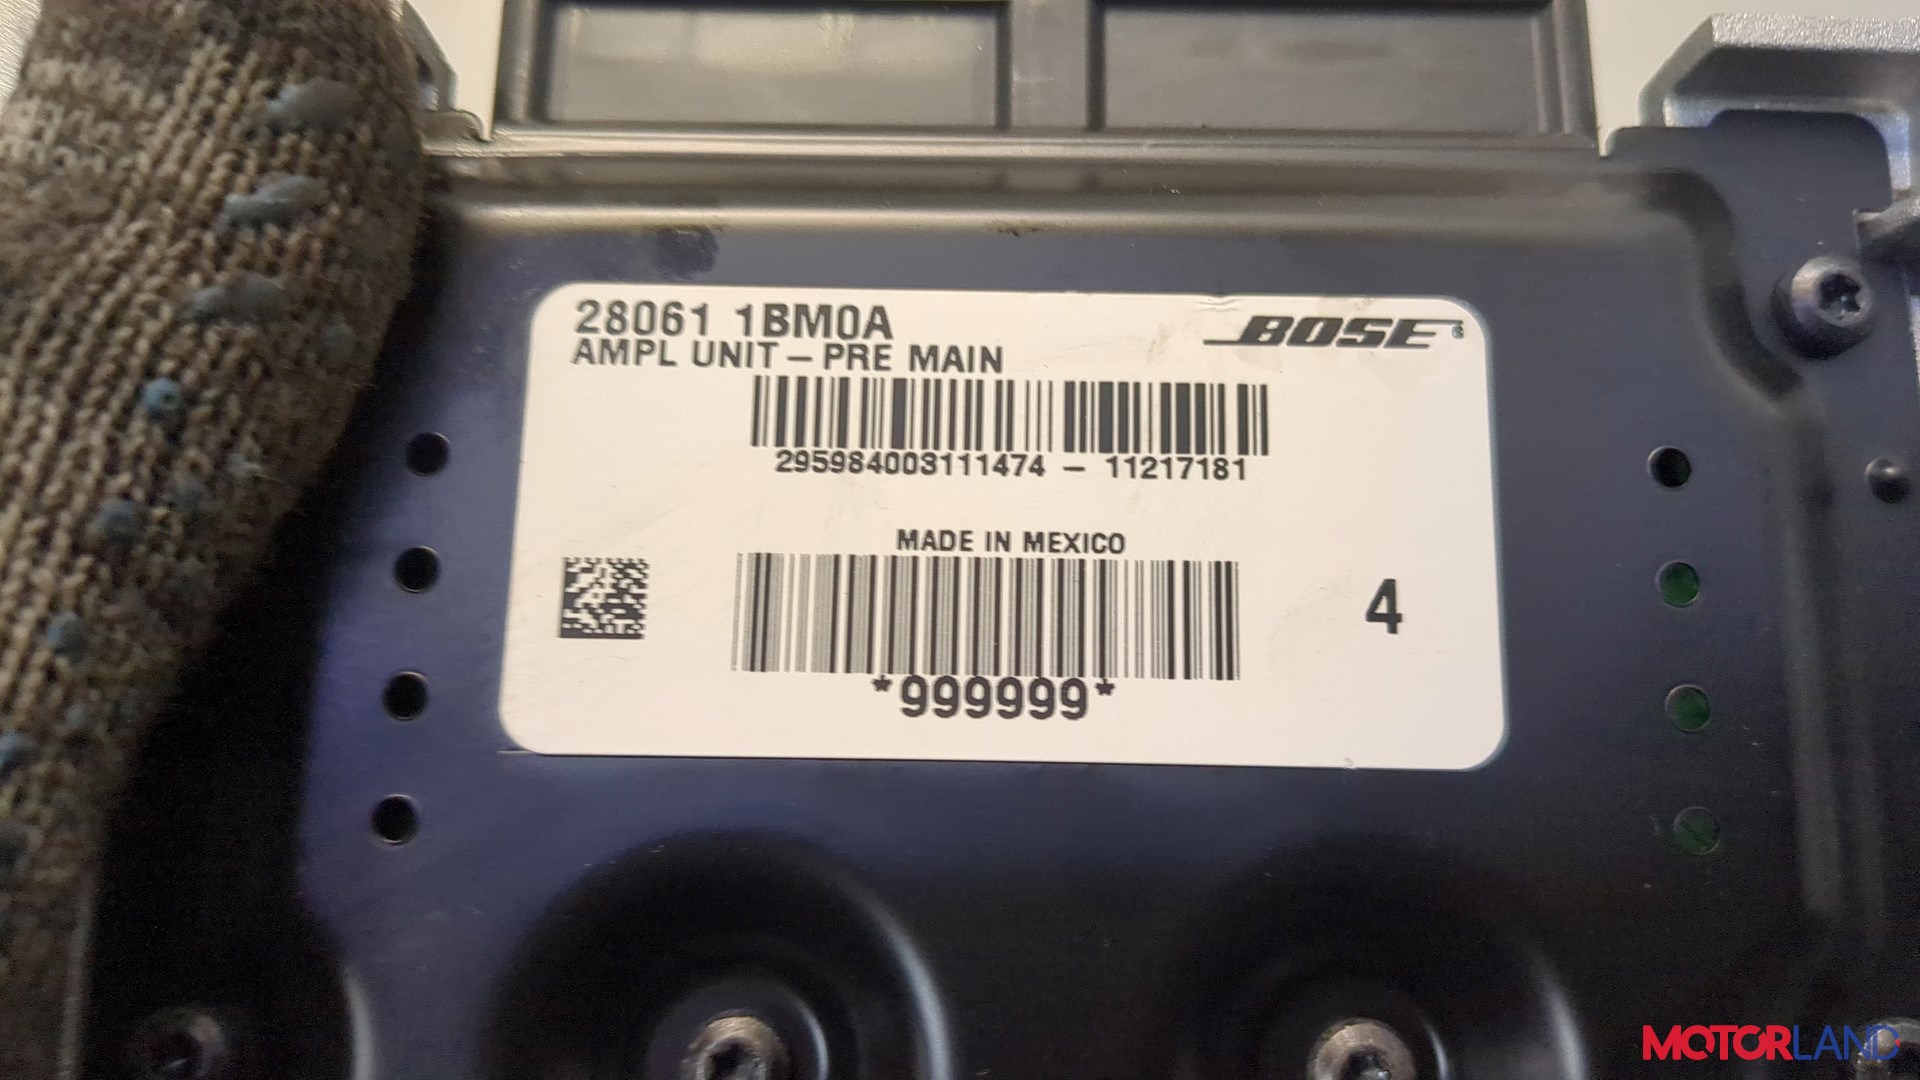 28061 1BM0A
BOSE
AMPL UNIT – PRE MAIN
295984003111474 – 11217181
MADE IN MEXICO
4
*999999*
MOTORLAND